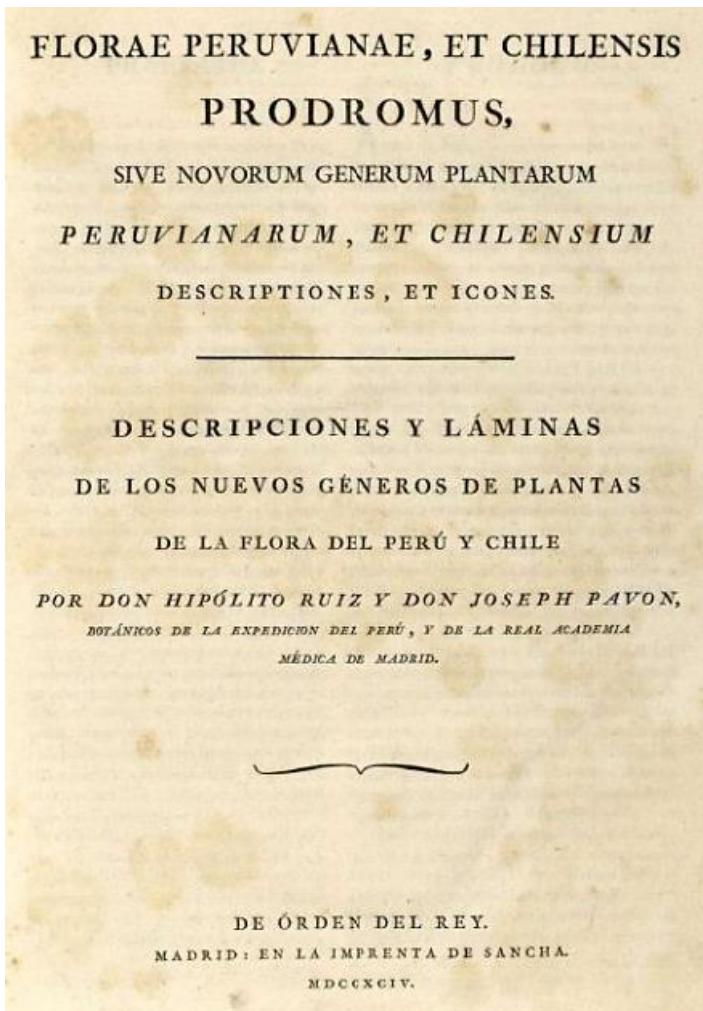 FLORAE PERUVIANAE, ET CHILENSIS
PRODROMUS,
SIVE NOVORUM GENERUM PLANTARUM
PERUVIANARUM, ET CHILENSIUM
DESCRIPTIONES, ET ICONES.
DESCRIPCIONES Y LÁMINAS
DE LOS NUEVOS GÉNEROS DE PLANTAS
DE LA FLORA DEL PERÚ Y CHILE
POR DON HIPÓLITO RUIZ Y DON JOSEPH PAVON,
BOTÁNICOS DE LA EXPEDICION DEL PERÚ, Y DE LA REAL ACADEMIA
MÉDICA DE MADRID.
DE ÓRDEN DEL REY.
MADRID: EN LA IMPRENTA DE SANCHA.
MDCCXCIV.